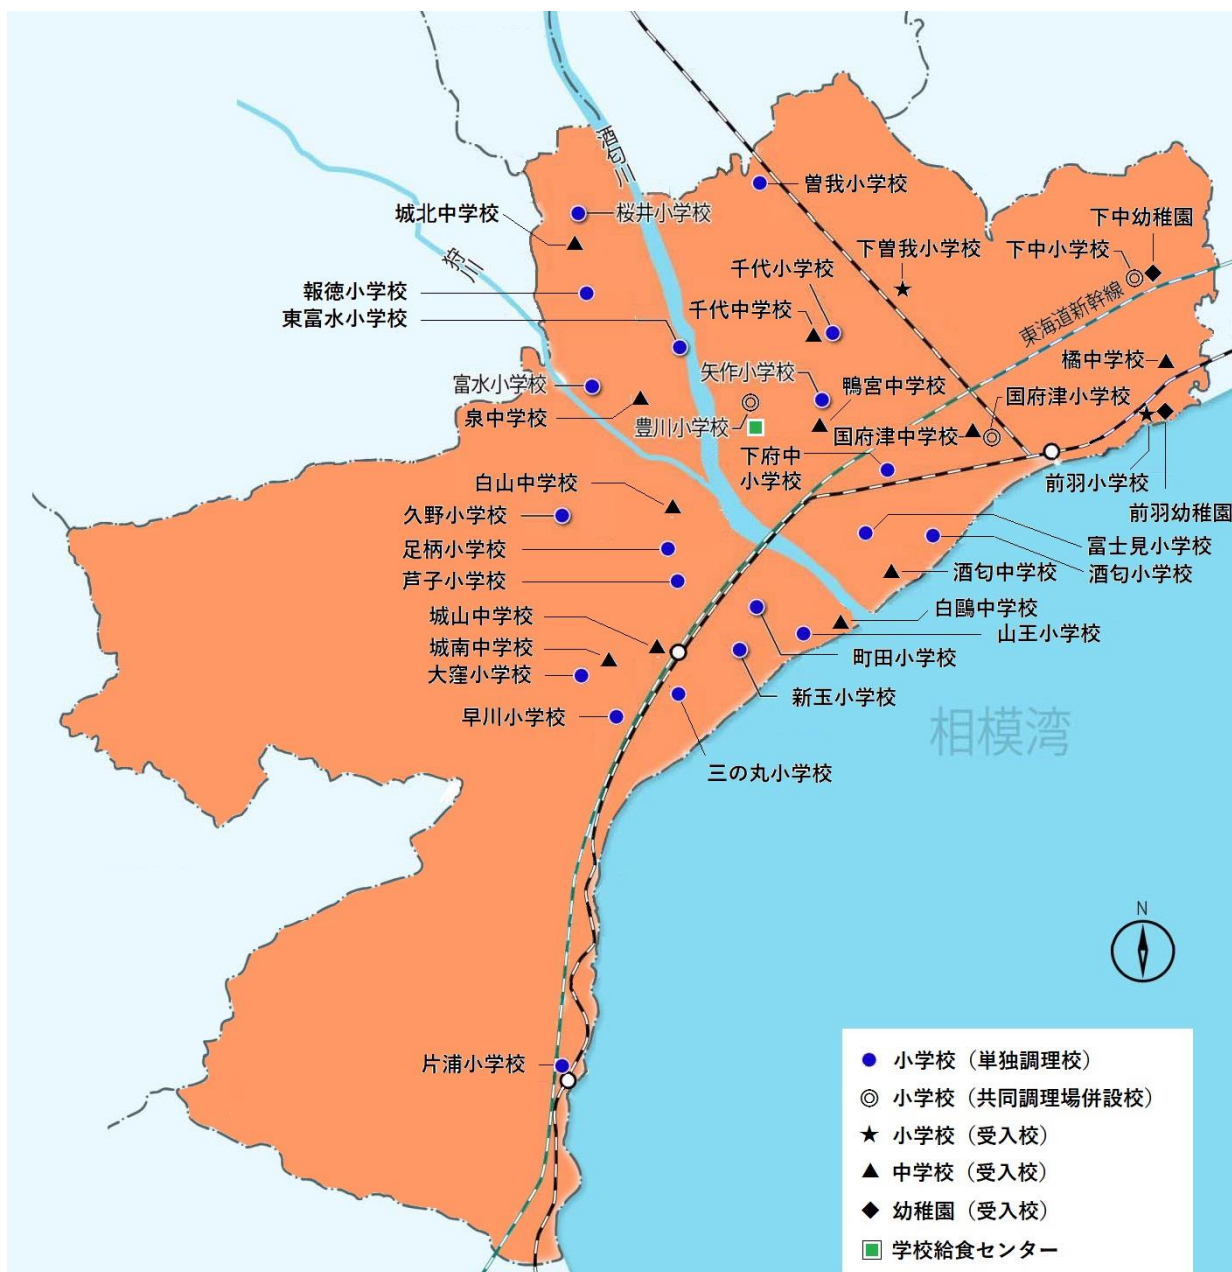 酒匂川
曽我小学校
桜井小学校
城北中学校
狩川
下中幼稚園
下曽我小学校
下中小学校
千代小学校
報徳小学校
東海道新幹線
千代中学校
東富水小学校
橘中学校
矢作小学校
富水小学校
鴨宮中学校
国府津小学校
泉中学校
豊川小学校
国府津中学校
下府中
小学校
白山中学校
前羽小学校
久野小学校
前羽幼稚園
足柄小学校
富士見小学校
酒匂中学校
酒匂小学校
芦子小学校
白鷗中学校
城山中学校
山王小学校
城南中学校
町田小学校
大窪小学校
新玉小学校
早川小学校
相模湾
三の丸小学校
N
片浦小学校
小学校（単独調理校）
小学校（共同調理場併設校）
小学校（受入校）
中学校（受入校）
幼稚園（受入校）
学校給食センター